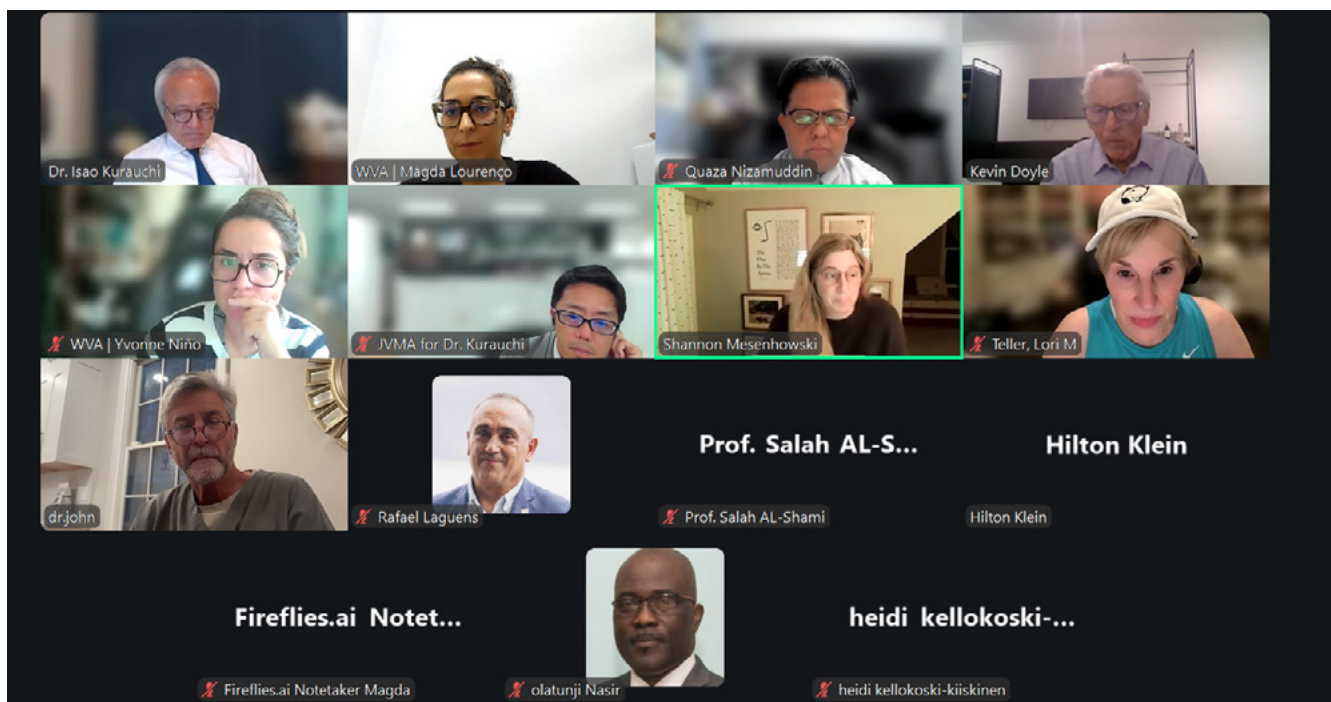 Dr. Isao Kurauchi
WVA | Magda Lourenço
Quaza Nizamuddin
Kevin Doyle
WVA | Yvonne Niño
JVMA for Dr. Kurauchi
Shannon Mesenhowski
Teller, Lori M
dr.john
Rafael Laguens
Prof. Salah AL-S...
Prof. Salah AL-Shami
Hilton Klein
Hilton Klein
Fireflies.ai Notet...
Fireflies.ai Notetaker Magda
olatunji Nasir
heidi kellokoski-...
heidi kellokoski-kiiskinen